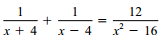 1/(x + 4) + 1/(x − 4) = 12/(x² − 16)